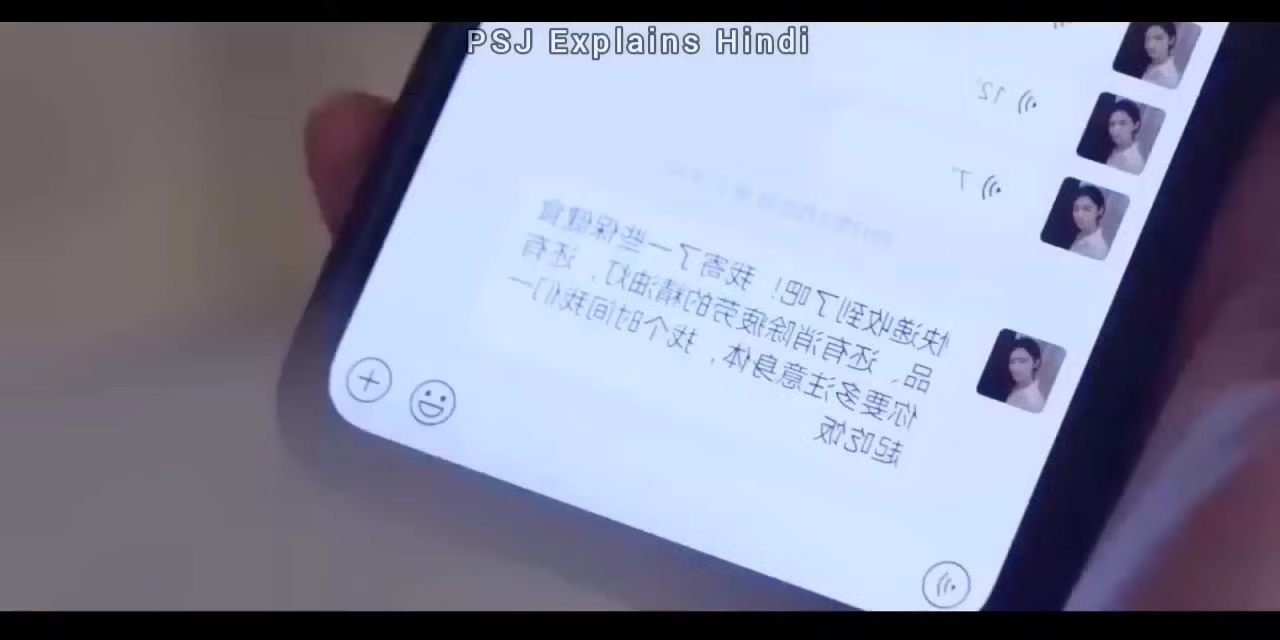 PSJ Explains Hindi
12"
7"
快递收到了吧！我寄了一些保健食
品、还有消除疲劳的精油灯，还有
你要多注意身体，找个时间我们一
起吃饭